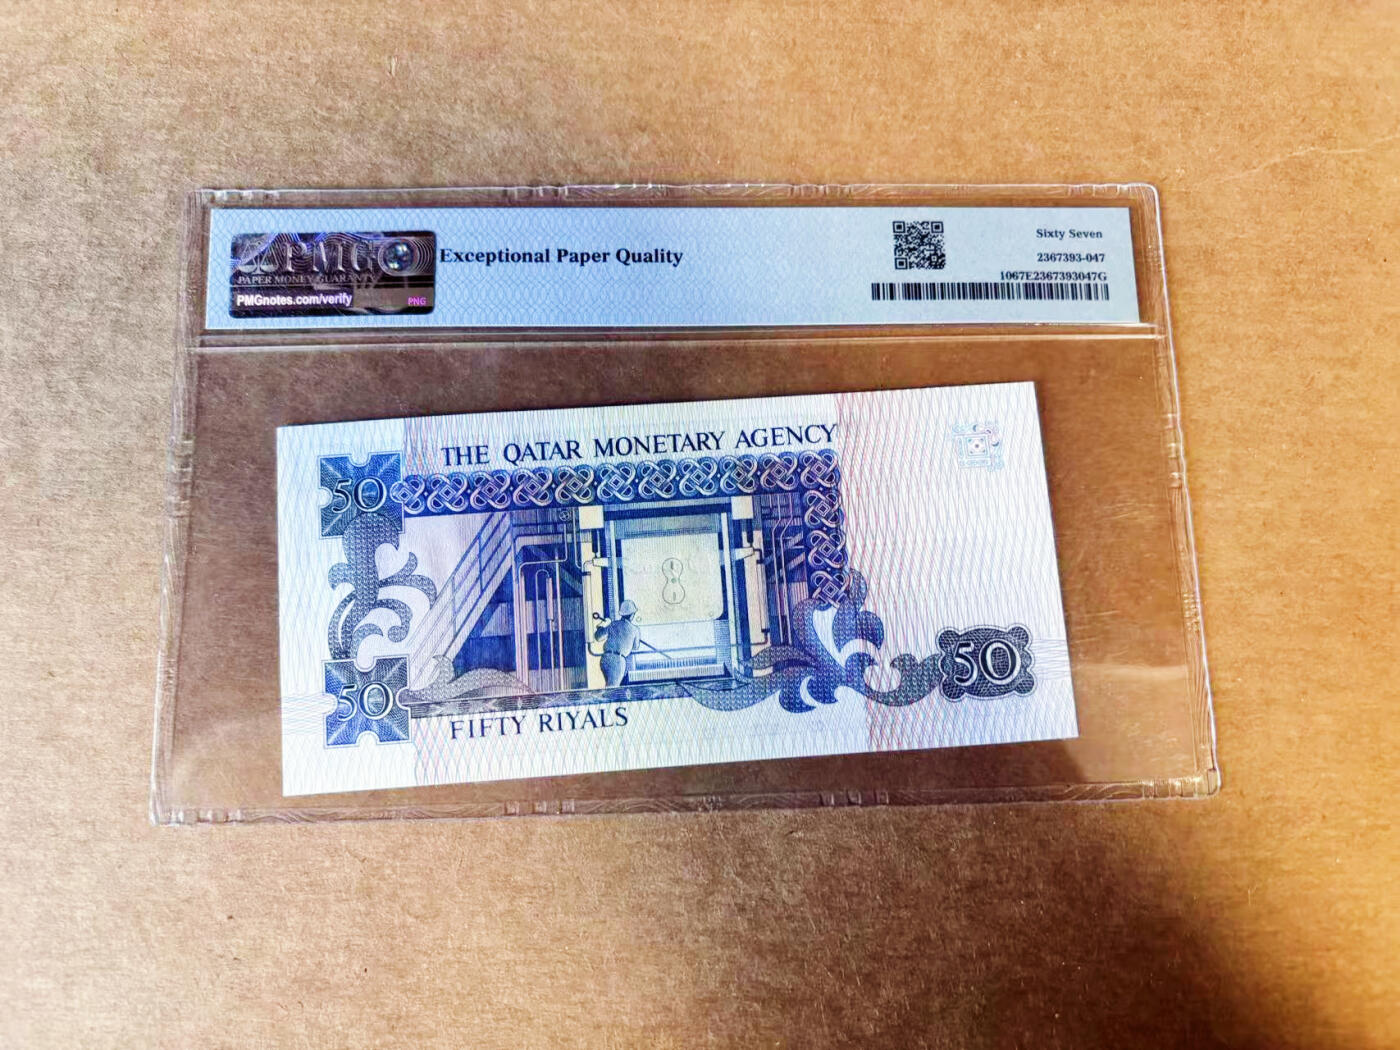 PMG
PAPER MONEY GUARANTY
PMGnotes.com/verify
PNG
Exceptional Paper Quality
Sixty Seven
2367393-047
1067E2367393047G
THE QATAR MONETARY AGENCY
50
50
50
FIFTY RIYALS